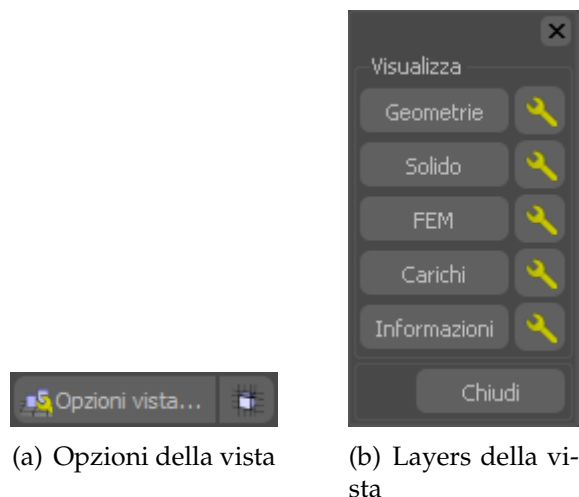 Visualizza
Geometrie
Solido
FEM
Carichi
Informazioni
Chiudi
Opzioni vista...
(a) Opzioni della vista
(b) Layers della vi-
sta